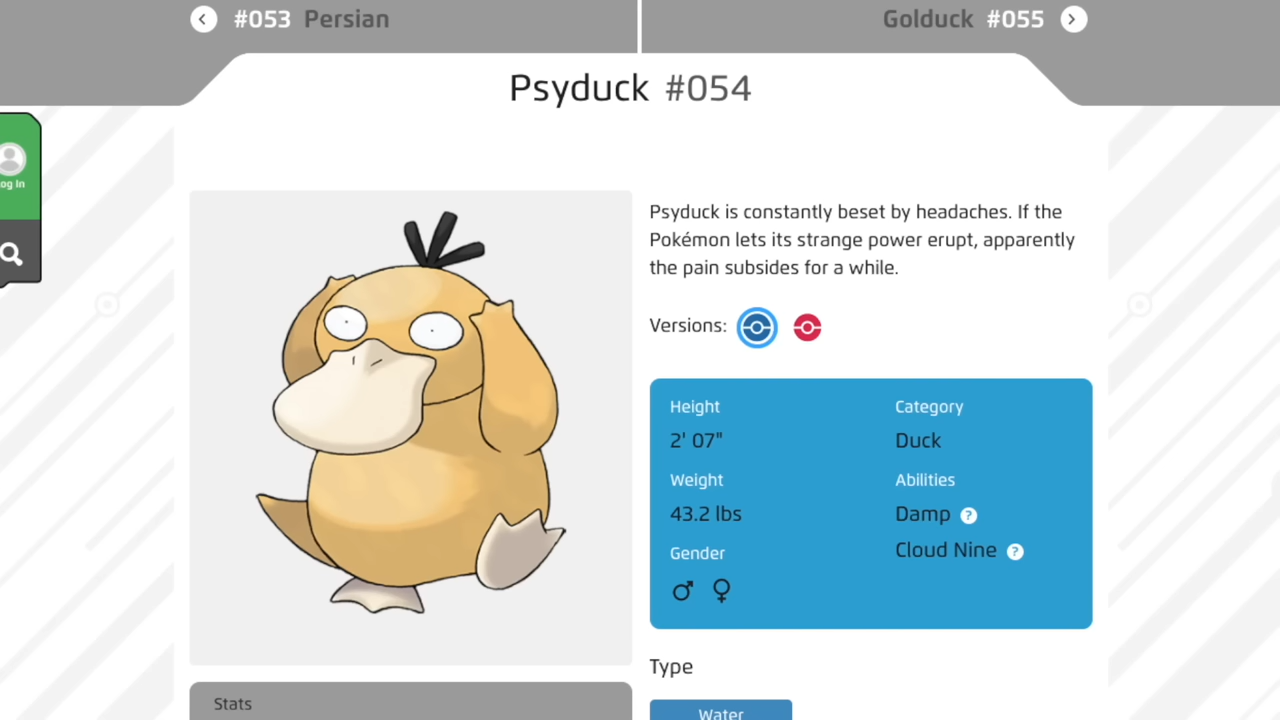 #053 Persian
Golduck #055
Psyduck #054
og In
Psyduck is constantly beset by headaches. If the
Pokémon lets its strange power erupt, apparently
the pain subsides for a while.
Versions:
Height
2' 07"
Weight
43.2 lbs
Gender
Category
Duck
Abilities
Damp ?
Cloud Nine ?
Type
Water
Stats